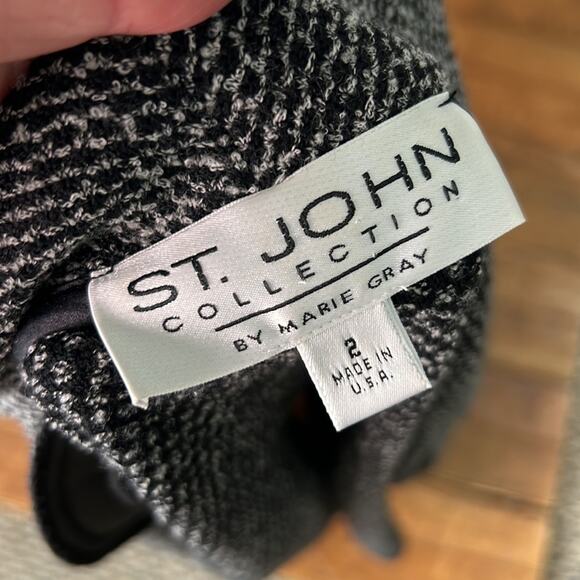 ST. JOHN
COLLECTION
BY MARIE GRAY
2
MADE IN
U.S.A.